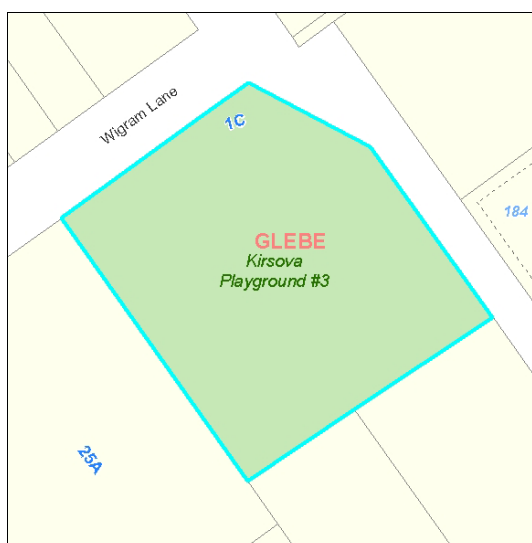 Wigram Lane
1C
184
GLEBE
Kirsova
Playground #3
25A